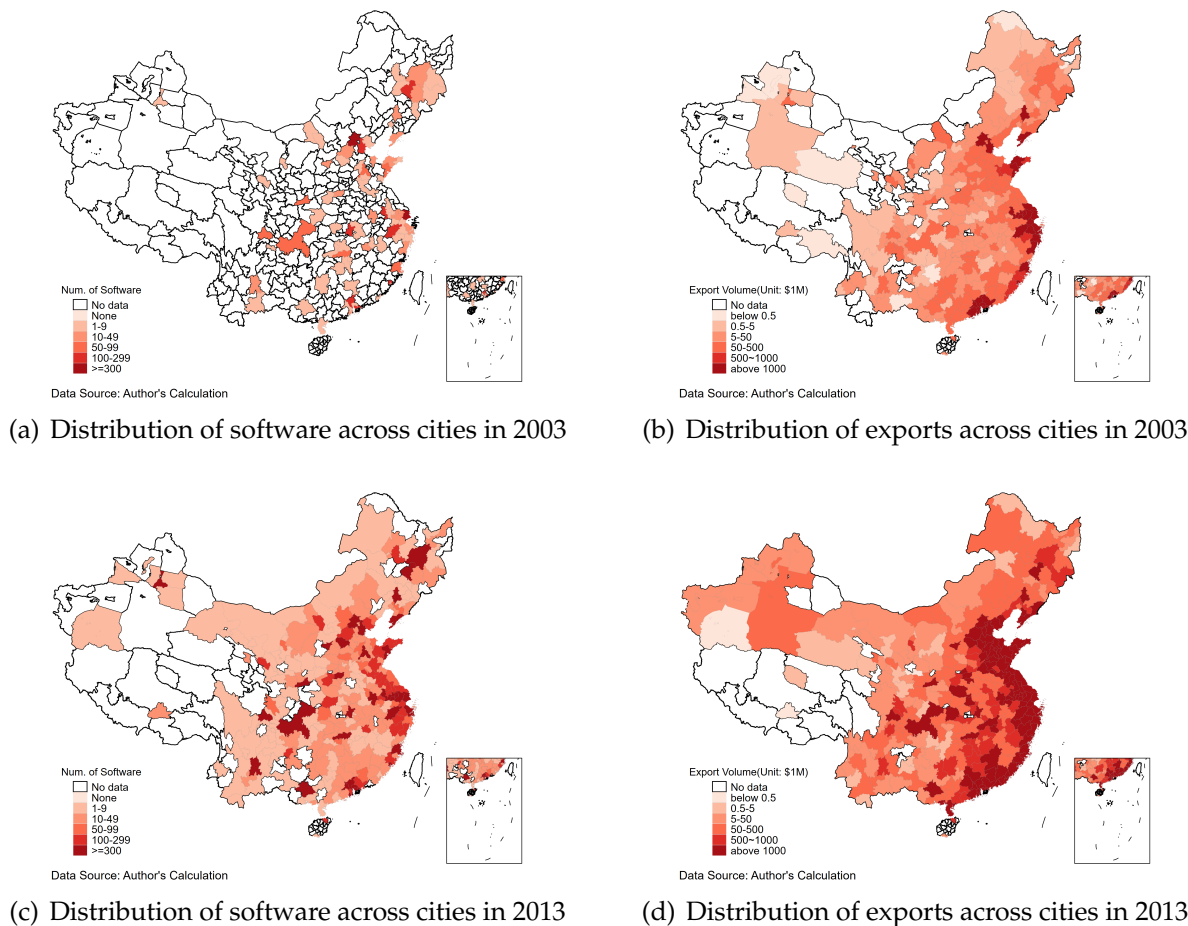 Num. of Software
No data
None
1-9
10-49
50-99
100-299
>=300
Data Source: Author's Calculation
(a) Distribution of software across cities in 2003
Export Volume(Unit: $1M)
No data
below 0.5
0.5-5
5-50
50-500
500~1000
above 1000
Data Source: Author's Calculation
(b) Distribution of exports across cities in 2003
Num. of Software
No data
None
1-9
10-49
50-99
100-299
>=300
Data Source: Author's Calculation
(c) Distribution of software across cities in 2013
Export Volume(Unit: $1M)
No data
below 0.5
0.5-5
5-50
50-500
500~1000
above 1000
Data Source: Author's Calculation
(d) Distribution of exports across cities in 2013